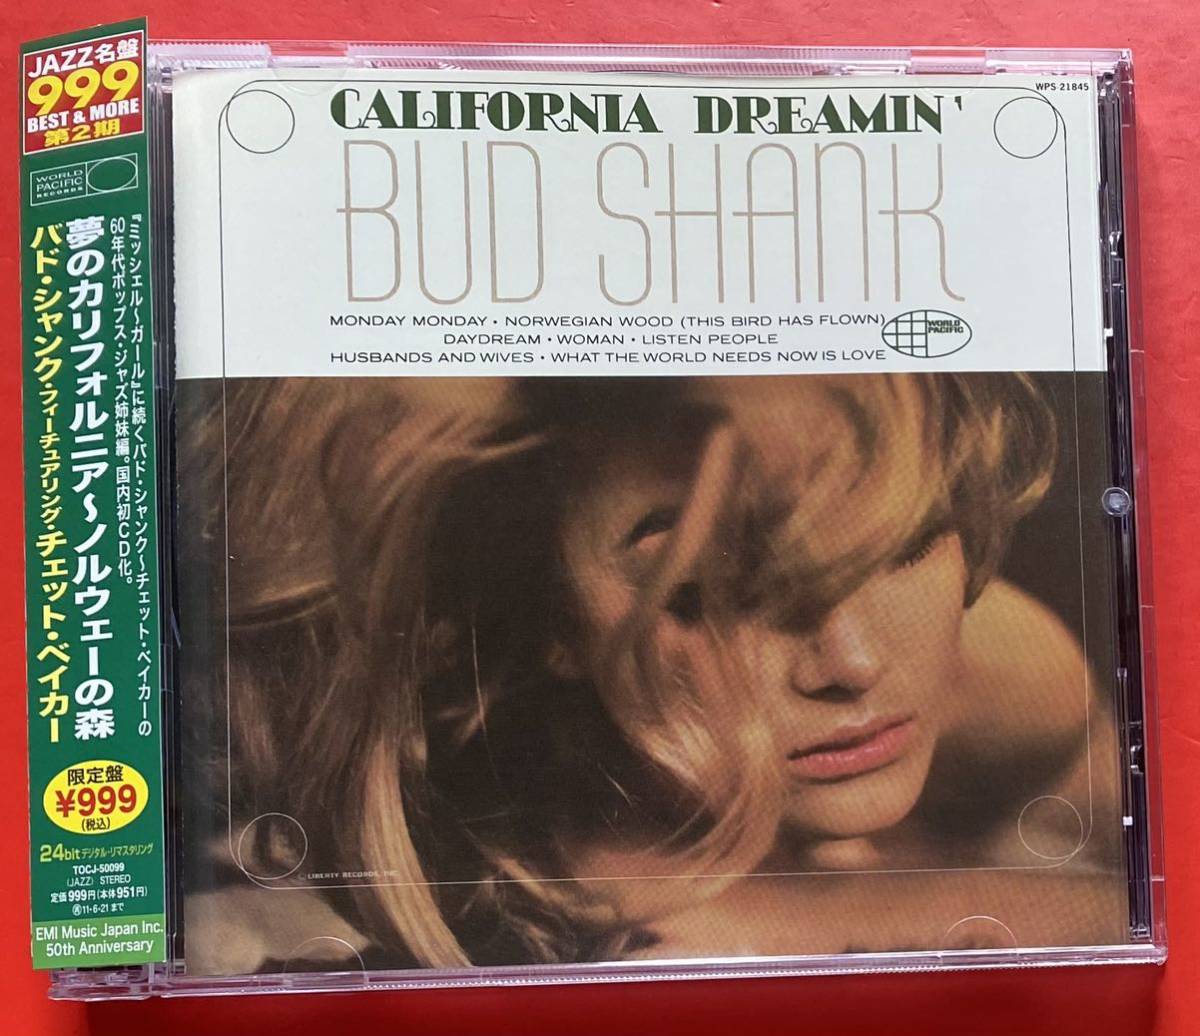 JAZZ名盤
999
BEST & MORE
第2期
WORLD
PACIFIC
RECORDS
『ミッシェル〜ガール』に続くバド・シャンク〜チェット・ベイカーの
60年代ポップス・ジャズ姉妹編。国内初CD化。
夢のカリフォルニア〜ノルウェーの森
バド・シャンク・フィーチュアリング・チェット・ベイカー
限定盤
¥999
(税込)
24bitデジタル・リマスタリング
TOCJ-50099
(JAZZ) STEREO
定価999円(本体951円)
再11・6・21まで
EMI Music Japan Inc.
50th Anniversary
WPS 21845
CALIFORNIA DREAMIN'
BUD SHANK
MONDAY MONDAY • NORWEGIAN WOOD (THIS BIRD HAS FLOWN)
DAYDREAM • WOMAN • LISTEN PEOPLE
HUSBANDS AND WIVES • WHAT THE WORLD NEEDS NOW IS LOVE
WORLD
PACIFIC
© LIBERTY RECORDS, INC.